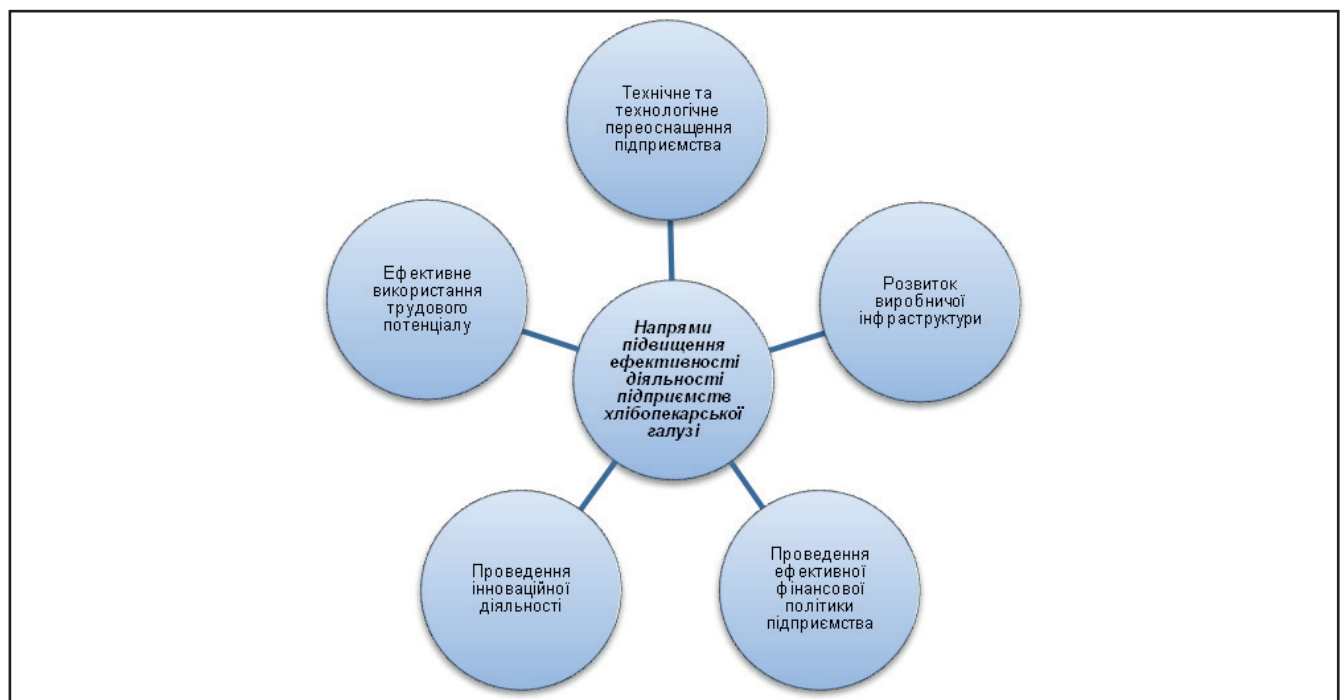 Технічне та
технологічне
переоснащення
підприємства
Ефективне
використання
трудового
потенціалу
Розвиток
виробничої
інфраструктури
Напрями
підвищення
ефективності
діяльності
підприємств
хлібопекарської
галузі
Проведення
інноваційної
діяльності
Проведення
ефективної
фінансової
політики
підприємства